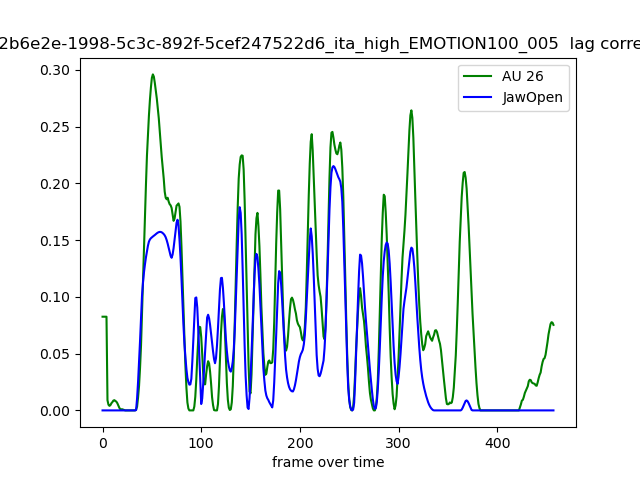 2b6e2e-1998-5c3c-892f-5cef247522d6_ita_high_EMOTION100_005 lag corre
AU 26
JawOpen
0.30
0.25
0.20
0.15
0.10
0.05
0.00
0 100 200 300 400
frame over time